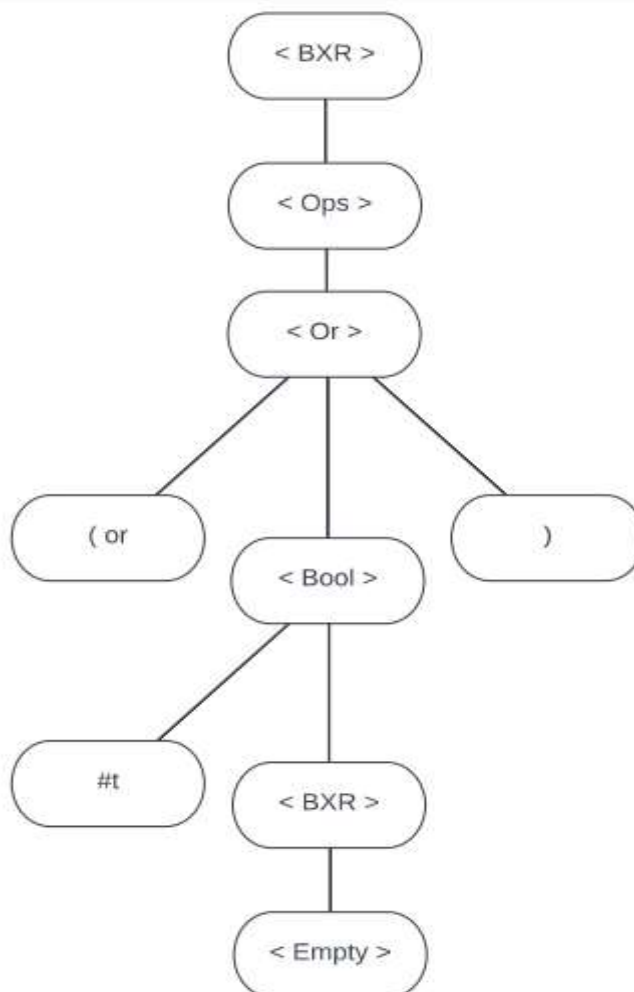 < BXR >
< Ops >
< Or >
( or
)
< Bool >
#t
< BXR >
< Empty >